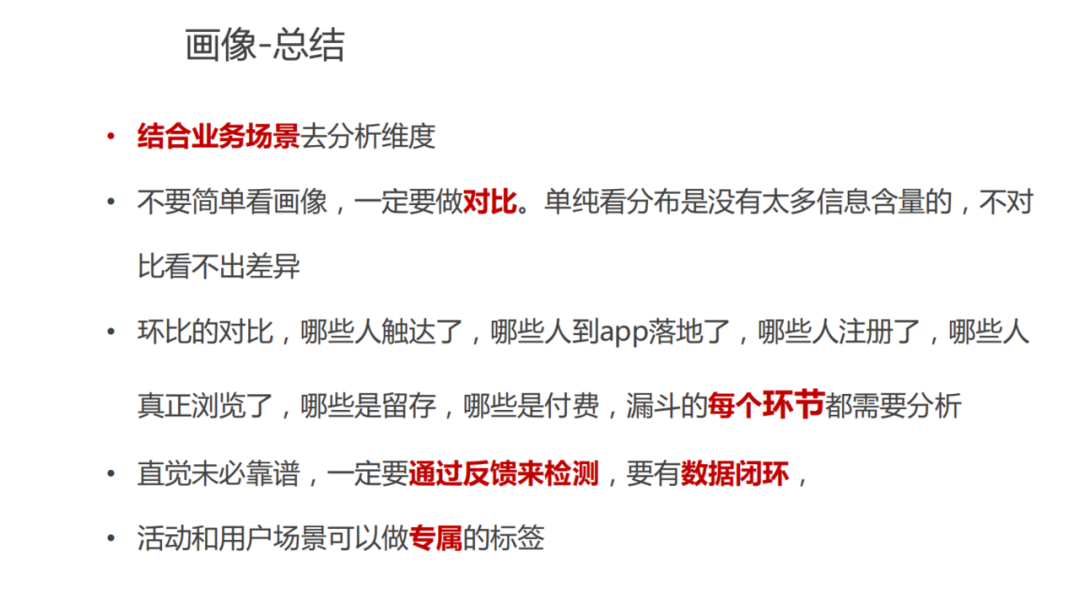 画像-总结
• 结合业务场景去分析维度
• 不要简单看画像，一定要做对比。单纯看分布是没有太多信息含量的，不对
比看不出差异
• 环比的对比，哪些人触达了，哪些人到app落地了，哪些人注册了，哪些人
真正浏览了，哪些是留存，哪些是付费，漏斗的每个环节都需要分析
• 直觉未必靠谱，一定要通过反馈来检测，要有数据闭环，
• 活动和用户场景可以做专属的标签